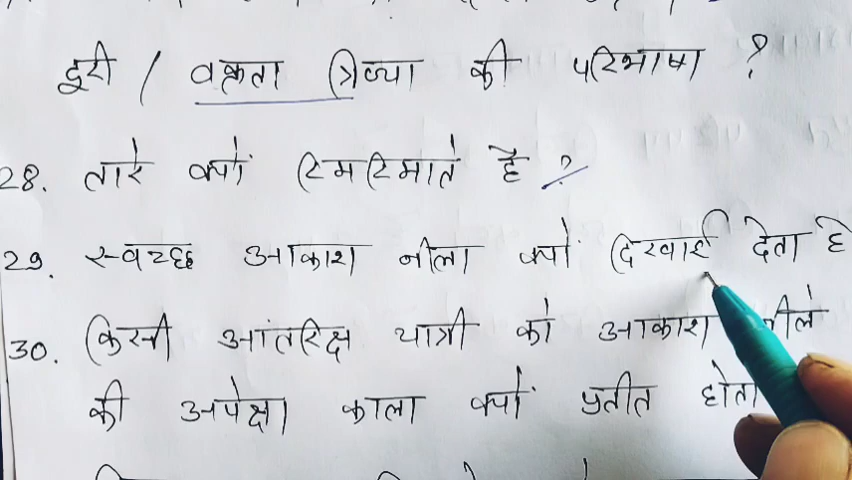 दूरी / वक्रता त्रिज्या की परिभाषा ?
28. तारे क्यों टिमटिमाते है ?
29. स्वच्छ आकाश नीला क्यों दिखाई देता है
30. किसी आंतरिक्ष यात्री को आकाश नीले
की अपेक्षा काला क्यों प्रतीत होता